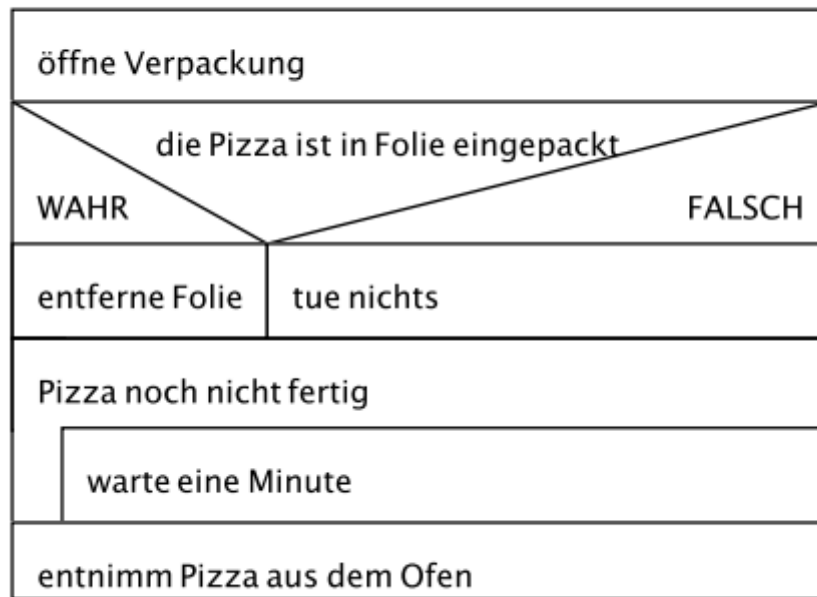 öffne Verpackung
die Pizza ist in Folie eingepackt
WAHR
FALSCH
entferne Folie
tue nichts
Pizza noch nicht fertig
warte eine Minute
entnimm Pizza aus dem Ofen